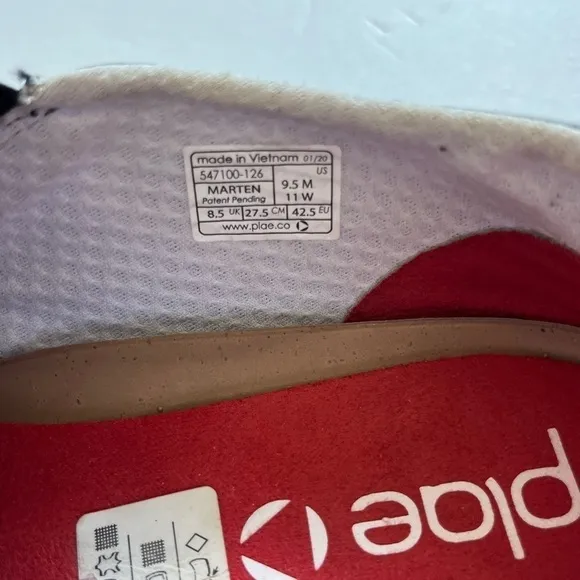 made in Vietnam 01/20
547100-126 US
MARTEN 9.5 M
Patent Pending 11 W
8.5 UK 27.5 CM 42.5 EU
www.plae.co
plae